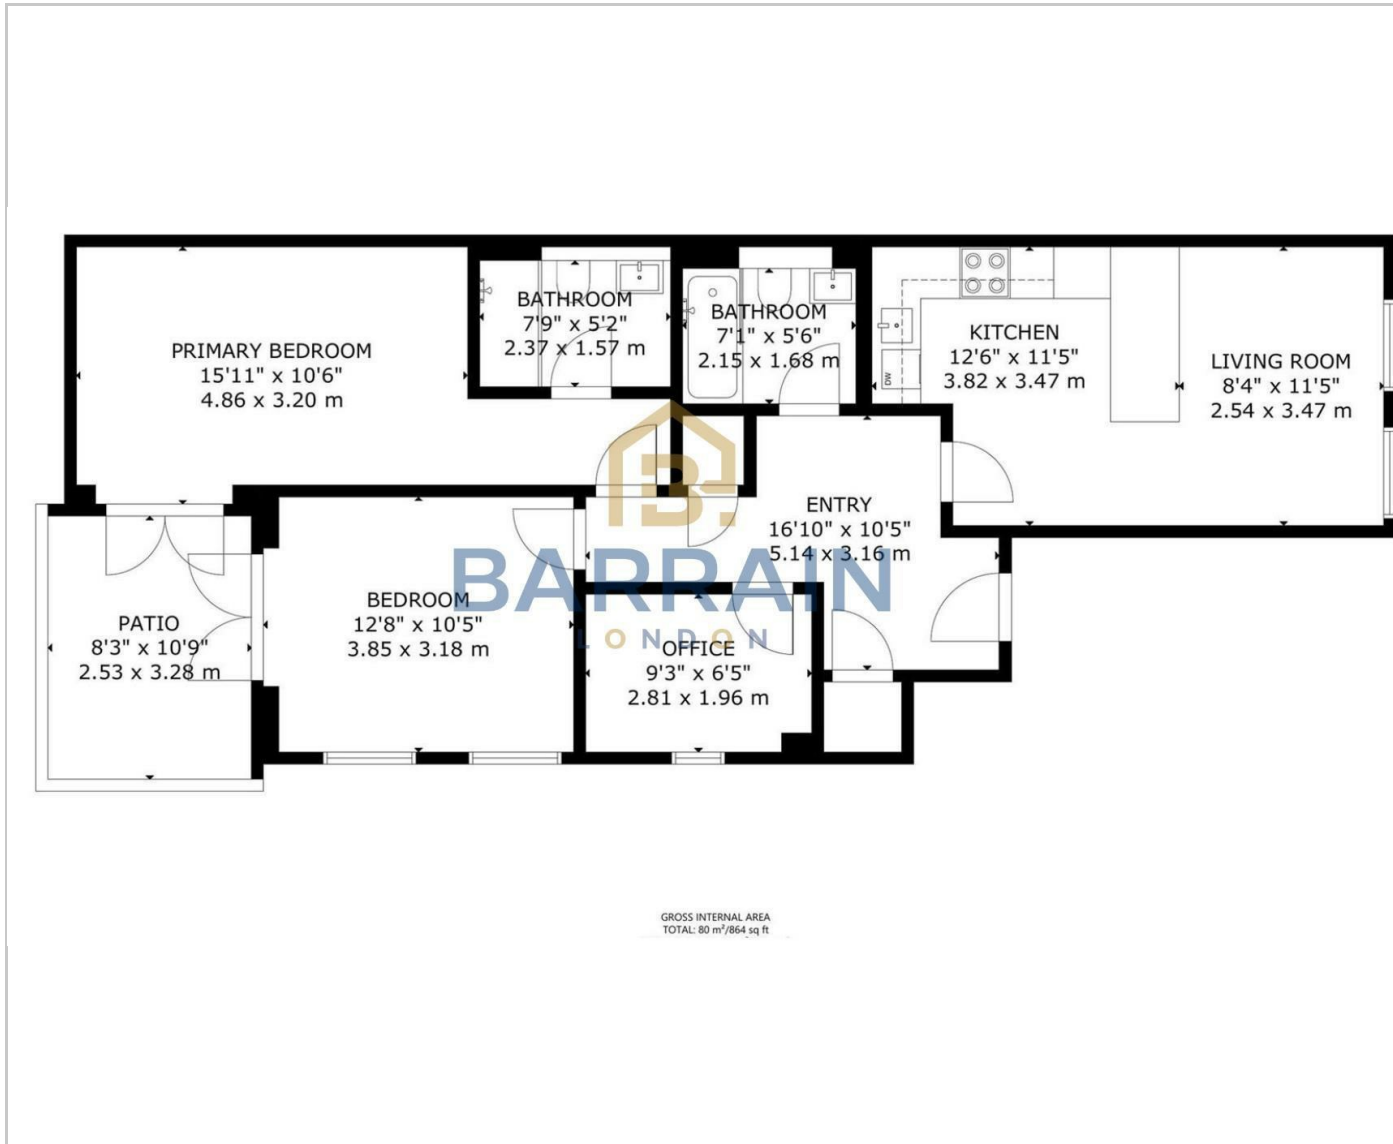 PRIMARY BEDROOM
15'11" x 10'6"
4.86 x 3.20 m
BATHROOM
7'9" x 5'2"
2.37 x 1.57 m
BATHROOM
7'1" x 5'6"
2.15 x 1.68 m
KITCHEN
12'6" x 11'5"
3.82 x 3.47 m
DW
LIVING ROOM
8'4" x 11'5"
2.54 x 3.47 m
ENTRY
16'10" x 10'5"
5.14 x 3.16 m
B
BARRAIN
LONDON
PATIO
8'3" x 10'9"
2.53 x 3.28 m
BEDROOM
12'8" x 10'5"
3.85 x 3.18 m
OFFICE
9'3" x 6'5"
2.81 x 1.96 m
GROSS INTERNAL AREA
TOTAL: 80 m²/864 sq ft